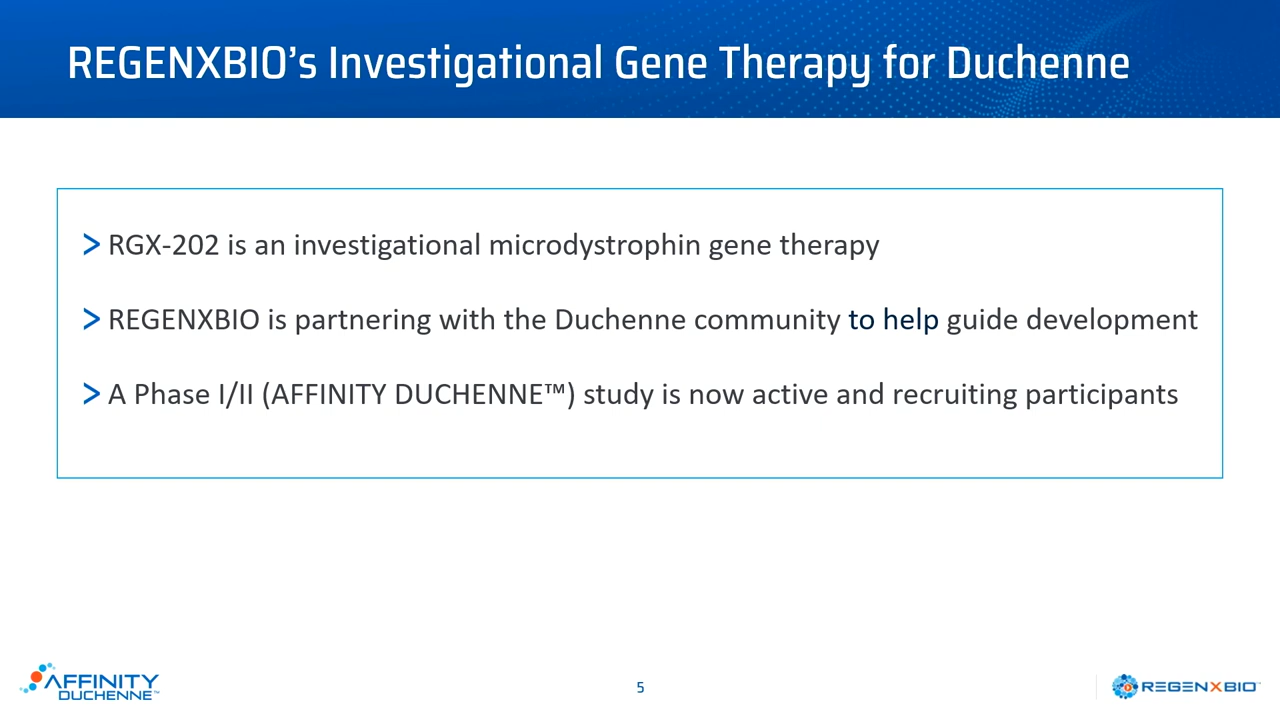 REGENXBIO’s Investigational Gene Therapy for Duchenne
> RGX-202 is an investigational microdystrophin gene therapy
> REGENXBIO is partnering with the Duchenne community to help guide development
> A Phase I/II (AFFINITY DUCHENNE™) study is now active and recruiting participants
AFFINITY
DUCHENNE™
5
REGENXBIO™